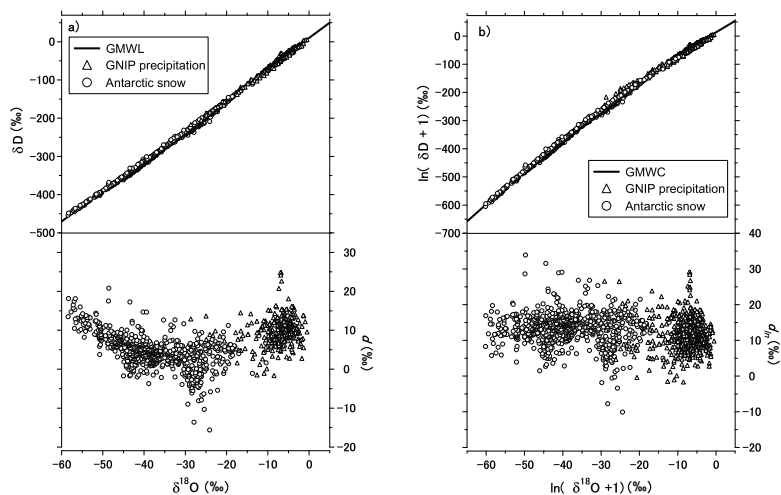 a)
GMWL
GNIP precipitation
Antarctic snow
0
−100
−200
−300
−400
−500
δD (‰)
30
20
10
0
−10
−20
d (‰)
−60 −50 −40 −30 −20 −10 0
δ¹⁸O (‰)
b)
0
−100
−200
−300
−400
−500
−600
−700
ln( δD + 1) (‰)
GMWC
GNIP precipitation
Antarctic snow
40
30
20
10
0
−10
−20
dln (‰)
−60 −50 −40 −30 −20 −10 0
ln( δ¹⁸O +1) (‰)